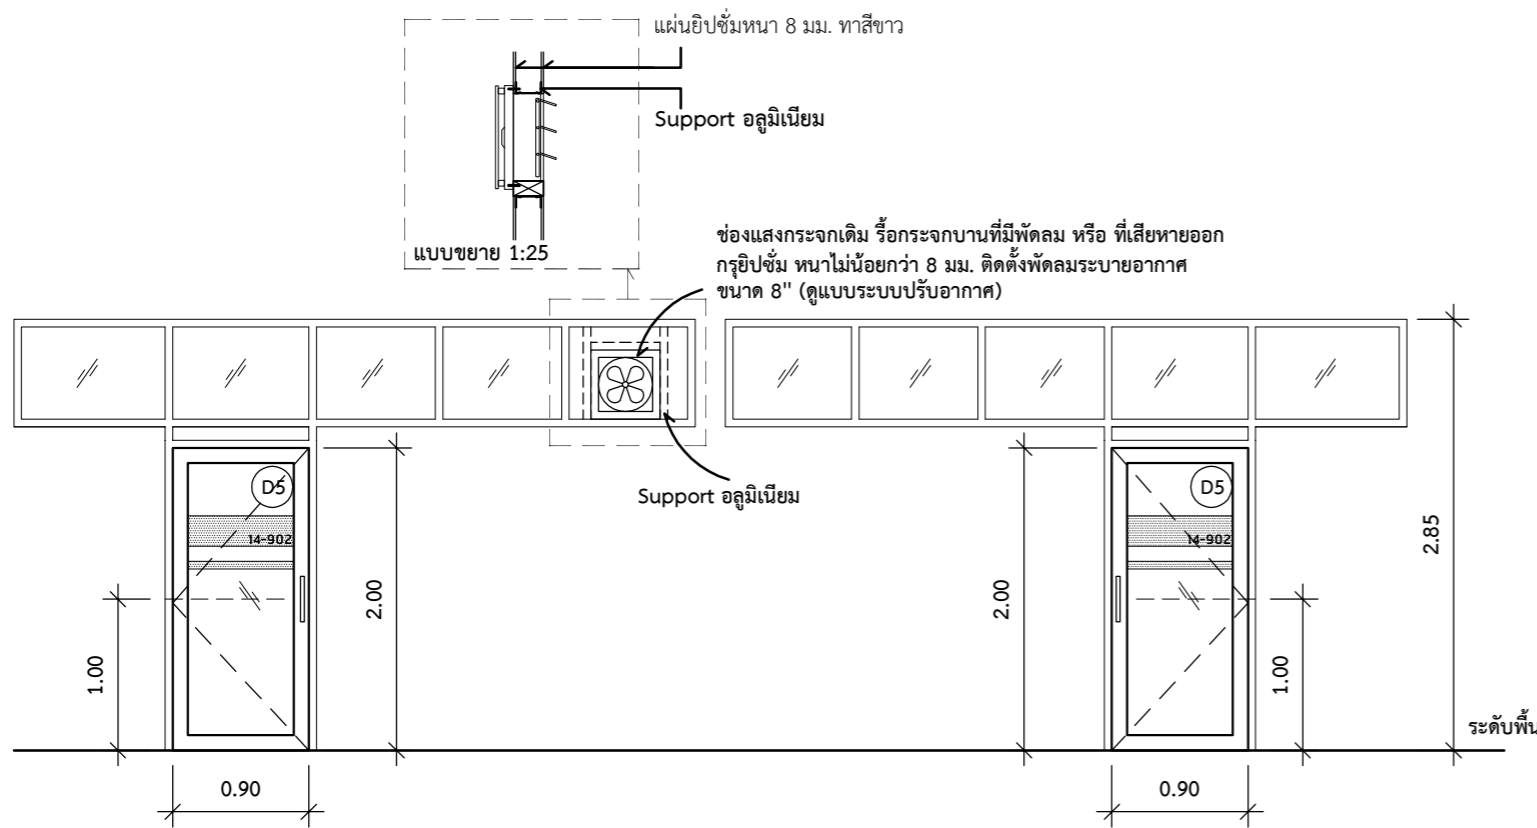 แผ่นยิปซั่มหนา 8 มม. ทาสีขาว
Support อลูมิเนียม
แบบขยาย 1:25
ช่องแสงกระจกเดิม รื้อกระจกบานที่มีพัดลม หรือ ที่เสียหายออก
กรุยิปซั่ม หนาไม่น้อยกว่า 8 มม. ติดตั้งพัดลมระบายอากาศ
ขนาด 8" (ดูแบบระบบปรับอากาศ)
Support อลูมิเนียม
D5
14-902
2.00
1.00
0.90
D5
14-902
2.00
1.00
0.90
2.85
ระดับพื้น